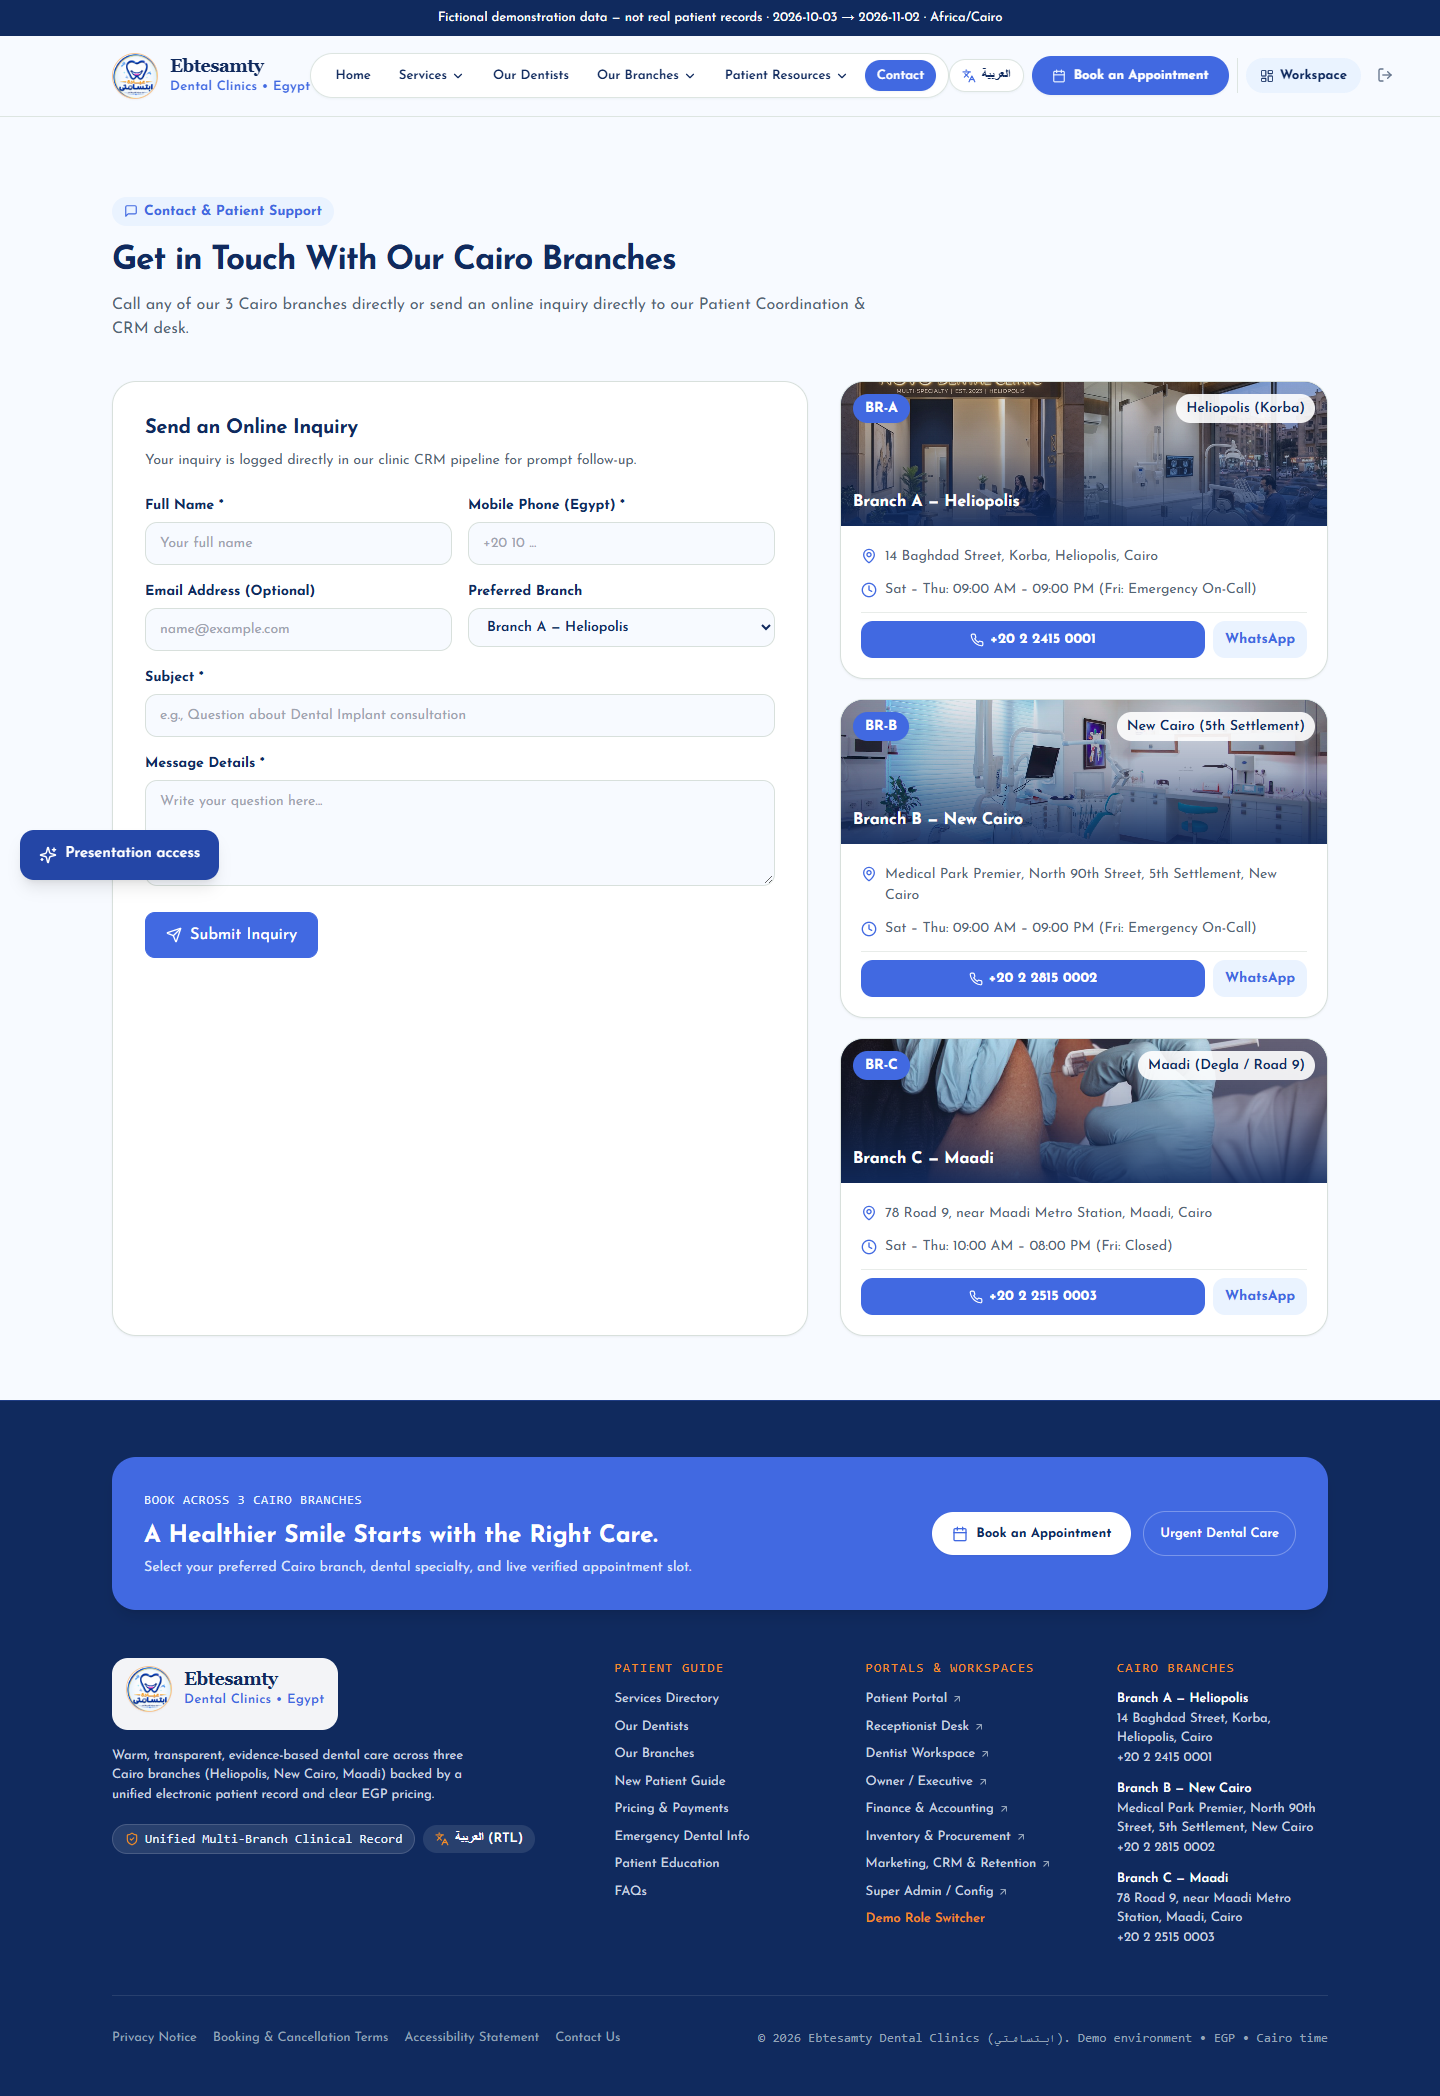 Fictional demonstration data — not real patient records · 2026-10-03 → 2026-11-02 · Africa/Cairo
Ebtesamty
Dental Clinics • Egypt
Home
Services
Our Dentists
Our Branches
Patient Resources
Contact
العربية
Book an Appointment
Workspace
Contact & Patient Support
Get in Touch With Our Cairo Branches
Call any of our 3 Cairo branches directly or send an online inquiry directly to our Patient Coordination &
CRM desk.
Send an Online Inquiry
Your inquiry is logged directly in our clinic CRM pipeline for prompt follow-up.
Full Name *
Mobile Phone (Egypt) *
Your full name
+20 10 ...
Email Address (Optional)
Preferred Branch
name@example.com
Branch A — Heliopolis
Subject *
e.g., Question about Dental Implant consultation
Message Details *
Write your question here...
Presentation access
Submit Inquiry
MULTI-SPECIALTY | EST. 2023 | HELIOPOLIS
BR-A
Heliopolis (Korba)
Branch A — Heliopolis
14 Baghdad Street, Korba, Heliopolis, Cairo
Sat – Thu: 09:00 AM – 09:00 PM (Fri: Emergency On-Call)
+20 2 2415 0001
WhatsApp
BR-B
New Cairo (5th Settlement)
Branch B — New Cairo
Medical Park Premier, North 90th Street, 5th Settlement, New
Cairo
Sat – Thu: 09:00 AM – 09:00 PM (Fri: Emergency On-Call)
+20 2 2815 0002
WhatsApp
BR-C
Maadi (Degla / Road 9)
Branch C — Maadi
78 Road 9, near Maadi Metro Station, Maadi, Cairo
Sat – Thu: 10:00 AM – 08:00 PM (Fri: Closed)
+20 2 2515 0003
WhatsApp
BOOK ACROSS 3 CAIRO BRANCHES
A Healthier Smile Starts with the Right Care.
Select your preferred Cairo branch, dental specialty, and live verified appointment slot.
Book an Appointment
Urgent Dental Care
Ebtesamty
Dental Clinics • Egypt
Warm, transparent, evidence-based dental care across three
Cairo branches (Heliopolis, New Cairo, Maadi) backed by a
unified electronic patient record and clear EGP pricing.
Unified Multi-Branch Clinical Record
العربية (RTL)
PATIENT GUIDE
Services Directory
Our Dentists
Our Branches
New Patient Guide
Pricing & Payments
Emergency Dental Info
Patient Education
FAQs
PORTALS & WORKSPACES
Patient Portal
Receptionist Desk
Dentist Workspace
Owner / Executive
Finance & Accounting
Inventory & Procurement
Marketing, CRM & Retention
Super Admin / Config
Demo Role Switcher
CAIRO BRANCHES
Branch A — Heliopolis
14 Baghdad Street, Korba,
Heliopolis, Cairo
+20 2 2415 0001
Branch B — New Cairo
Medical Park Premier, North 90th
Street, 5th Settlement, New Cairo
+20 2 2815 0002
Branch C — Maadi
78 Road 9, near Maadi Metro
Station, Maadi, Cairo
+20 2 2515 0003
Privacy Notice
Booking & Cancellation Terms
Accessibility Statement
Contact Us
© 2026 Ebtesamty Dental Clinics (ابتسامتي). Demo environment • EGP • Cairo time